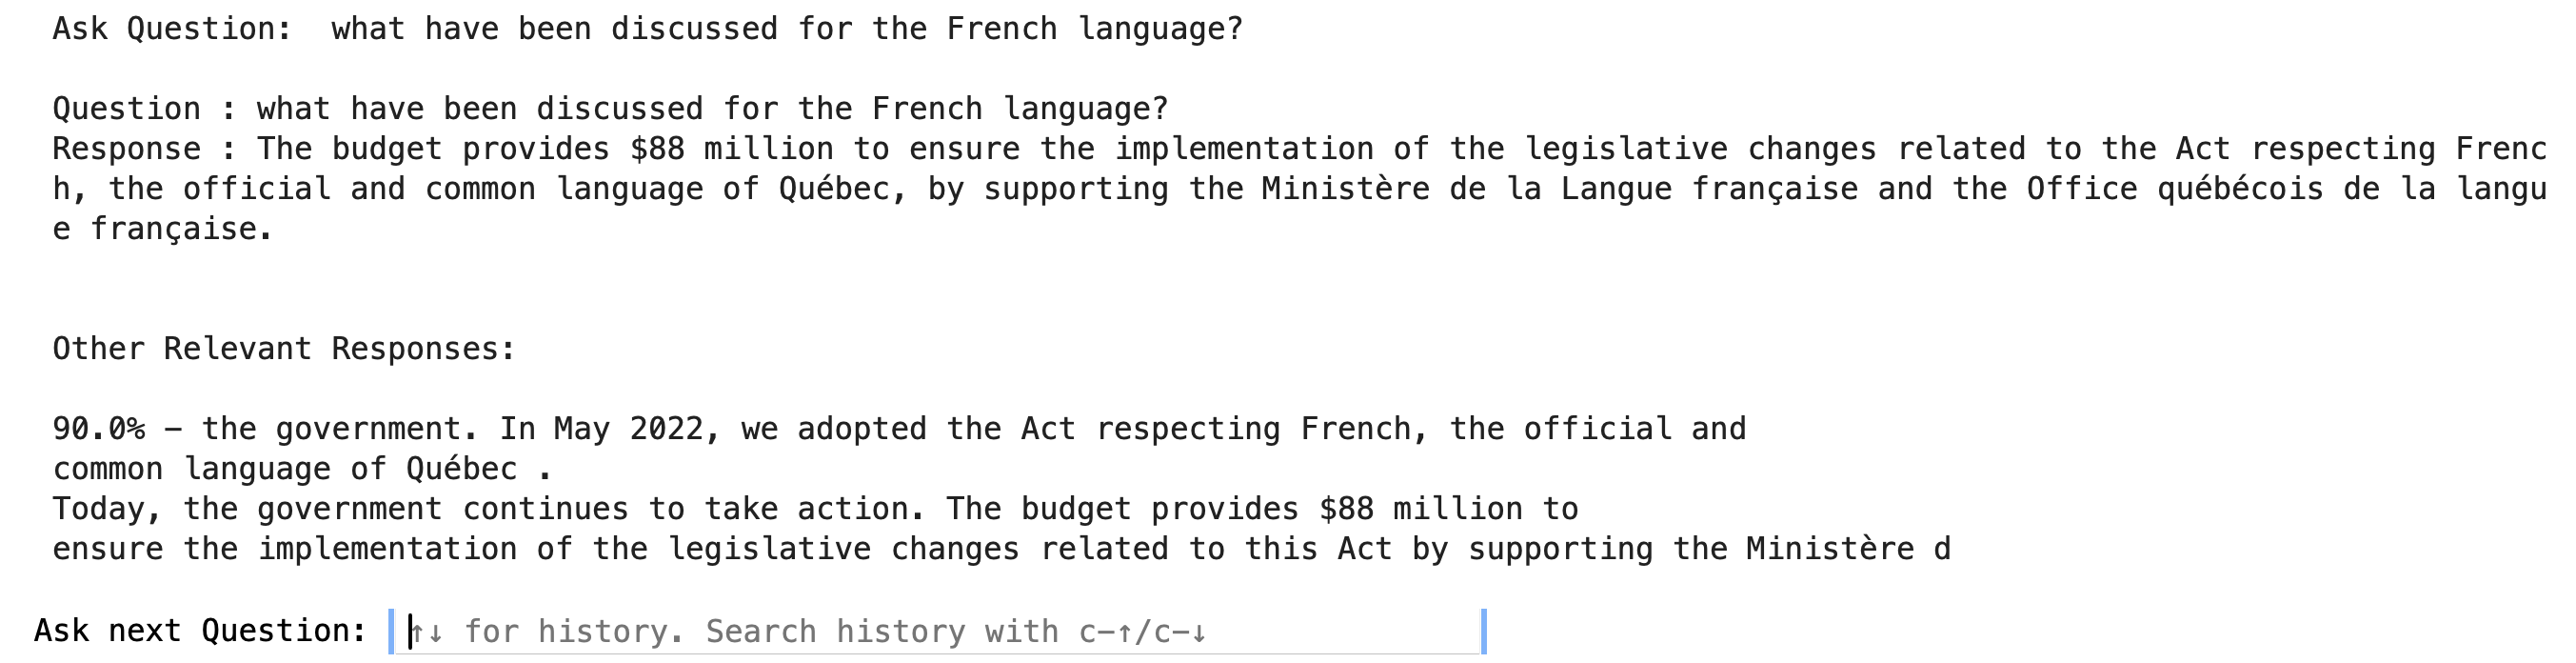 Ask Question:  what have been discussed for the French language?
Question : what have been discussed for the French language?
Response : The budget provides $88 million to ensure the implementation of the legislative changes related to the Act respecting Frenc
h, the official and common language of Québec, by supporting the Ministère de la Langue française and the Office québécois de la langu
e française.
Other Relevant Responses:
90.0% – the government. In May 2022, we adopted the Act respecting French, the official and
common language of Québec .
Today, the government continues to take action. The budget provides $88 million to
ensure the implementation of the legislative changes related to this Act by supporting the Ministère d
Ask next Question: ↑↓ for history. Search history with c-↑/c-↓